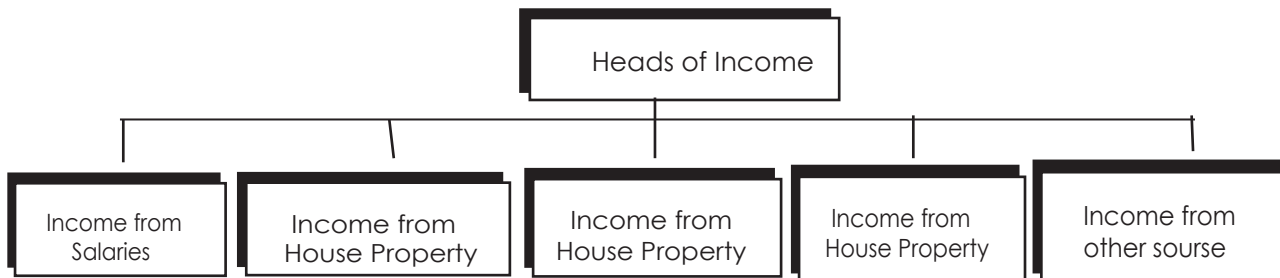 Heads of Income
Income from
Salaries
Income from
House Property
Income from
House Property
Income from
House Property
Income from
other sourse